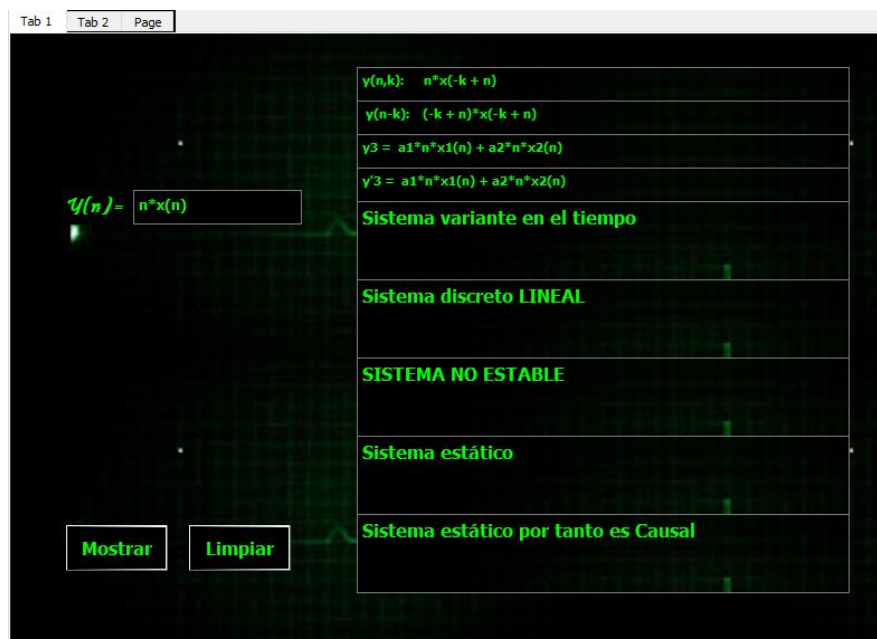 Tab 1 Tab 2 Page
y(n,k): n*x(-k + n)
y(n-k): (-k + n)*x(-k + n)
y3 = a1*n*x1(n) + a2*n*x2(n)
y'3 = a1*n*x1(n) + a2*n*x2(n)
Y(n)= n*x(n)
Sistema variante en el tiempo
Sistema discreto LINEAL
SISTEMA NO ESTABLE
Sistema estático
Sistema estático por tanto es Causal
Mostrar Limpiar